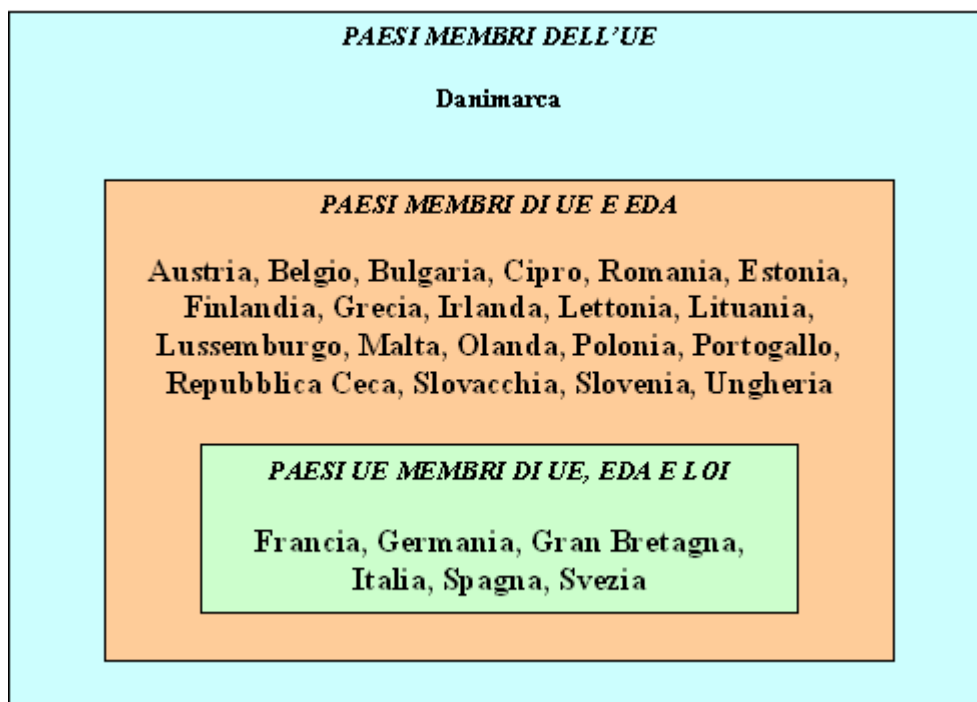 PAESI MEMBRI DELL'UE
Danimarca
PAESI MEMBRI DI UE E EDA
Austria, Belgio, Bulgaria, Cipro, Romania, Estonia,
Finlandia, Grecia, Irlanda, Lettonia, Lituania,
Lussemburgo, Malta, Olanda, Polonia, Portogallo,
Repubblica Ceca, Slovacchia, Slovenia, Ungheria
PAESI UE MEMBRI DI UE, EDA E LOI
Francia, Germania, Gran Bretagna,
Italia, Spagna, Svezia